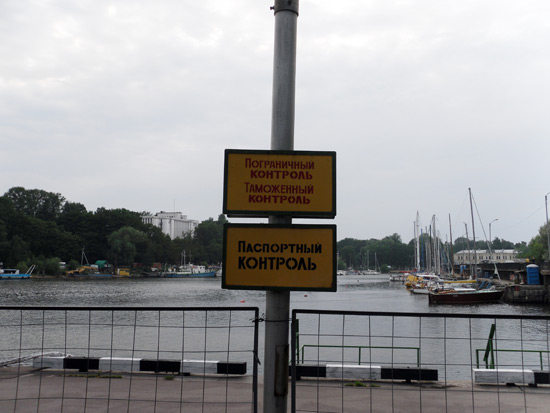 Пограничный
контроль
Таможенный
контроль
Паспортный
контроль